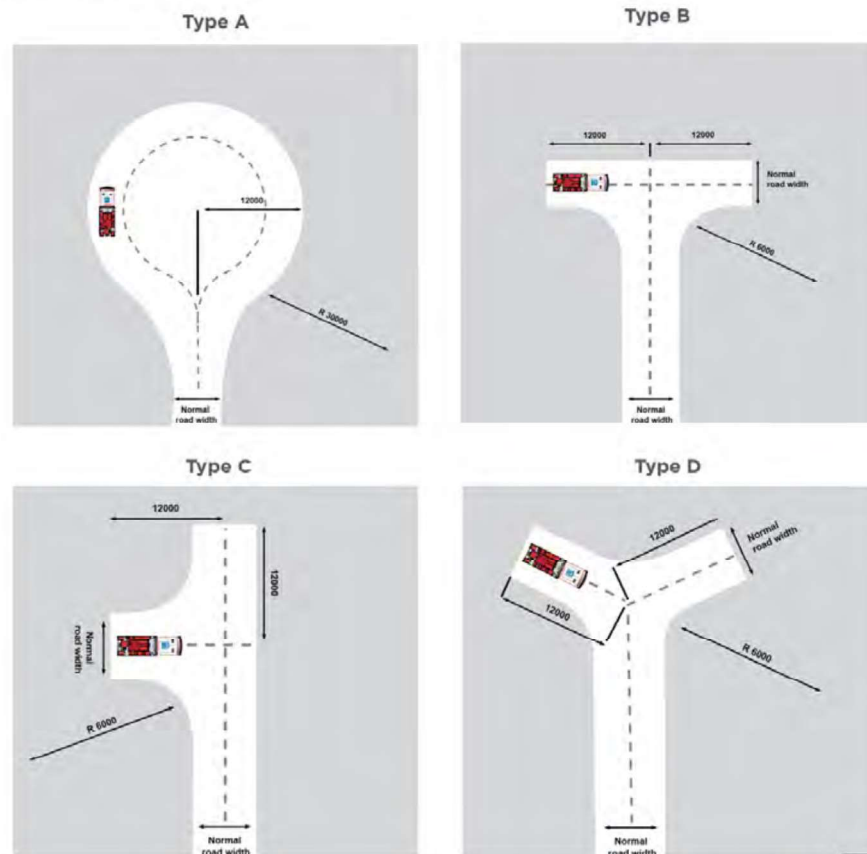 Type A
12000
R 30000
Normal
road width
Type B
12000
12000
Normal
road width
R 6000
Normal
road width
Type C
12000
12000
Normal
road width
R 6000
Normal
road width
Type D
12000
Normal
road width
12000
R 6000
Normal
road width